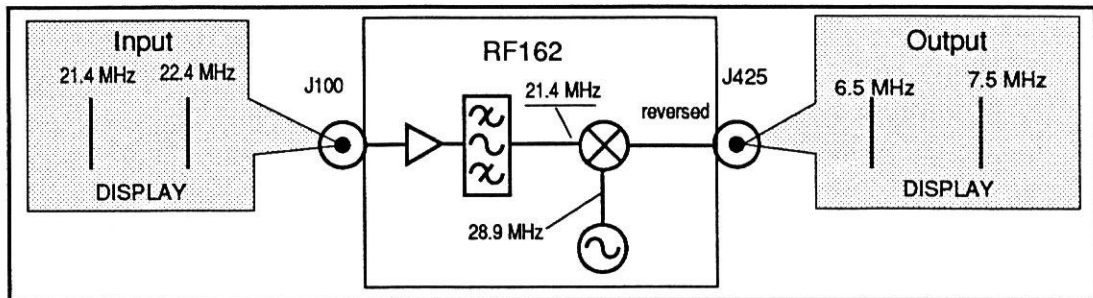 Input
21.4 MHz 22.4 MHz
DISPLAY
J100
RF162
21.4 MHz
28.9 MHz
reversed
J425
Output
6.5 MHz 7.5 MHz
DISPLAY